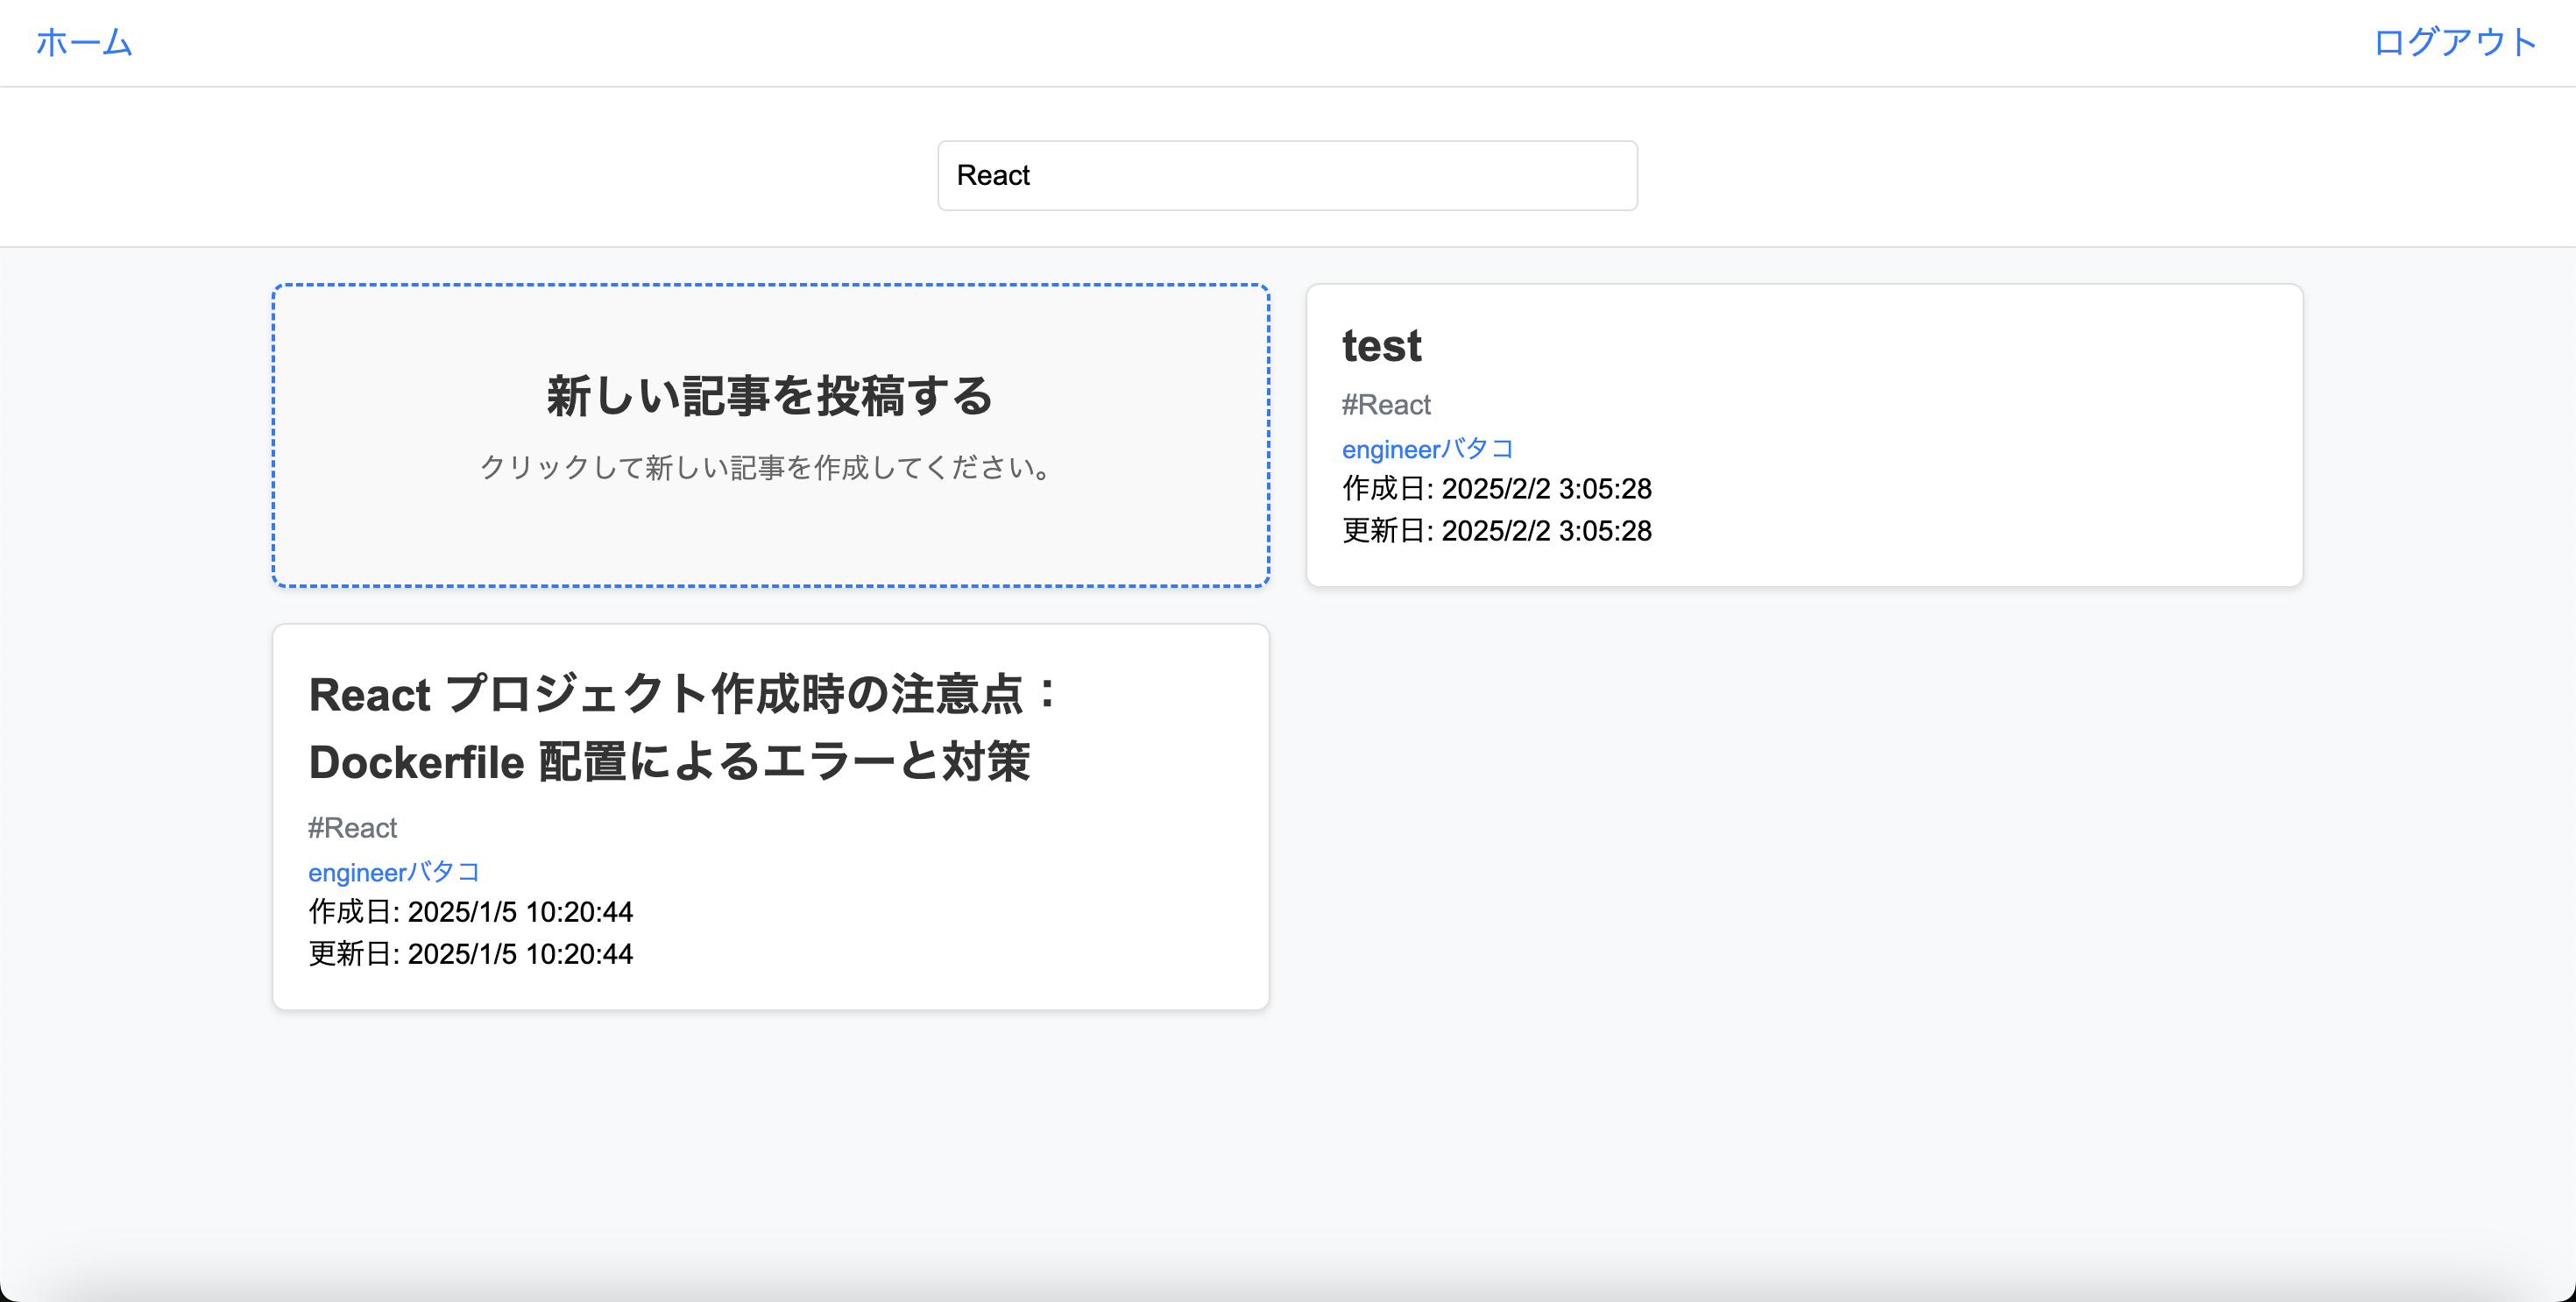 ホーム
ログアウト
React
新しい記事を投稿する
クリックして新しい記事を作成してください。
test
#React
engineerバタコ
作成日: 2025/2/2 3:05:28
更新日: 2025/2/2 3:05:28
React プロジェクト作成時の注意点：
Dockerfile 配置によるエラーと対策
#React
engineerバタコ
作成日: 2025/1/5 10:20:44
更新日: 2025/1/5 10:20:44